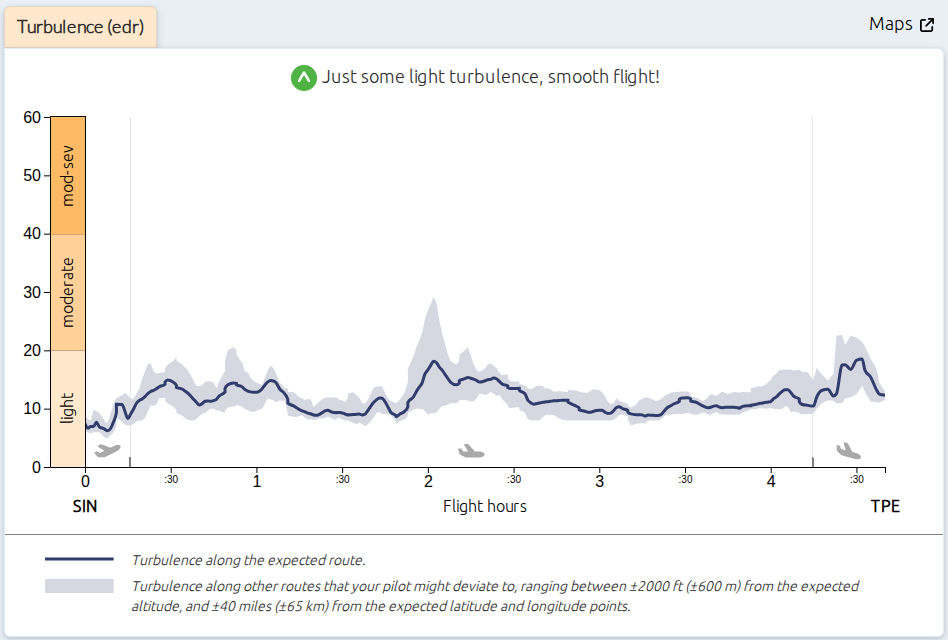 Turbulence (edr)
Maps
Just some light turbulence, smooth flight!
60
50
40
30
20
10
0
mod-sev
moderate
light
0 :30 1 :30 2 :30 3 :30 4 :30
SIN Flight hours TPE
Turbulence along the expected route.
Turbulence along other routes that your pilot might deviate to, ranging between ±2000 ft (±600 m) from the expected
altitude, and ±40 miles (±65 km) from the expected latitude and longitude points.